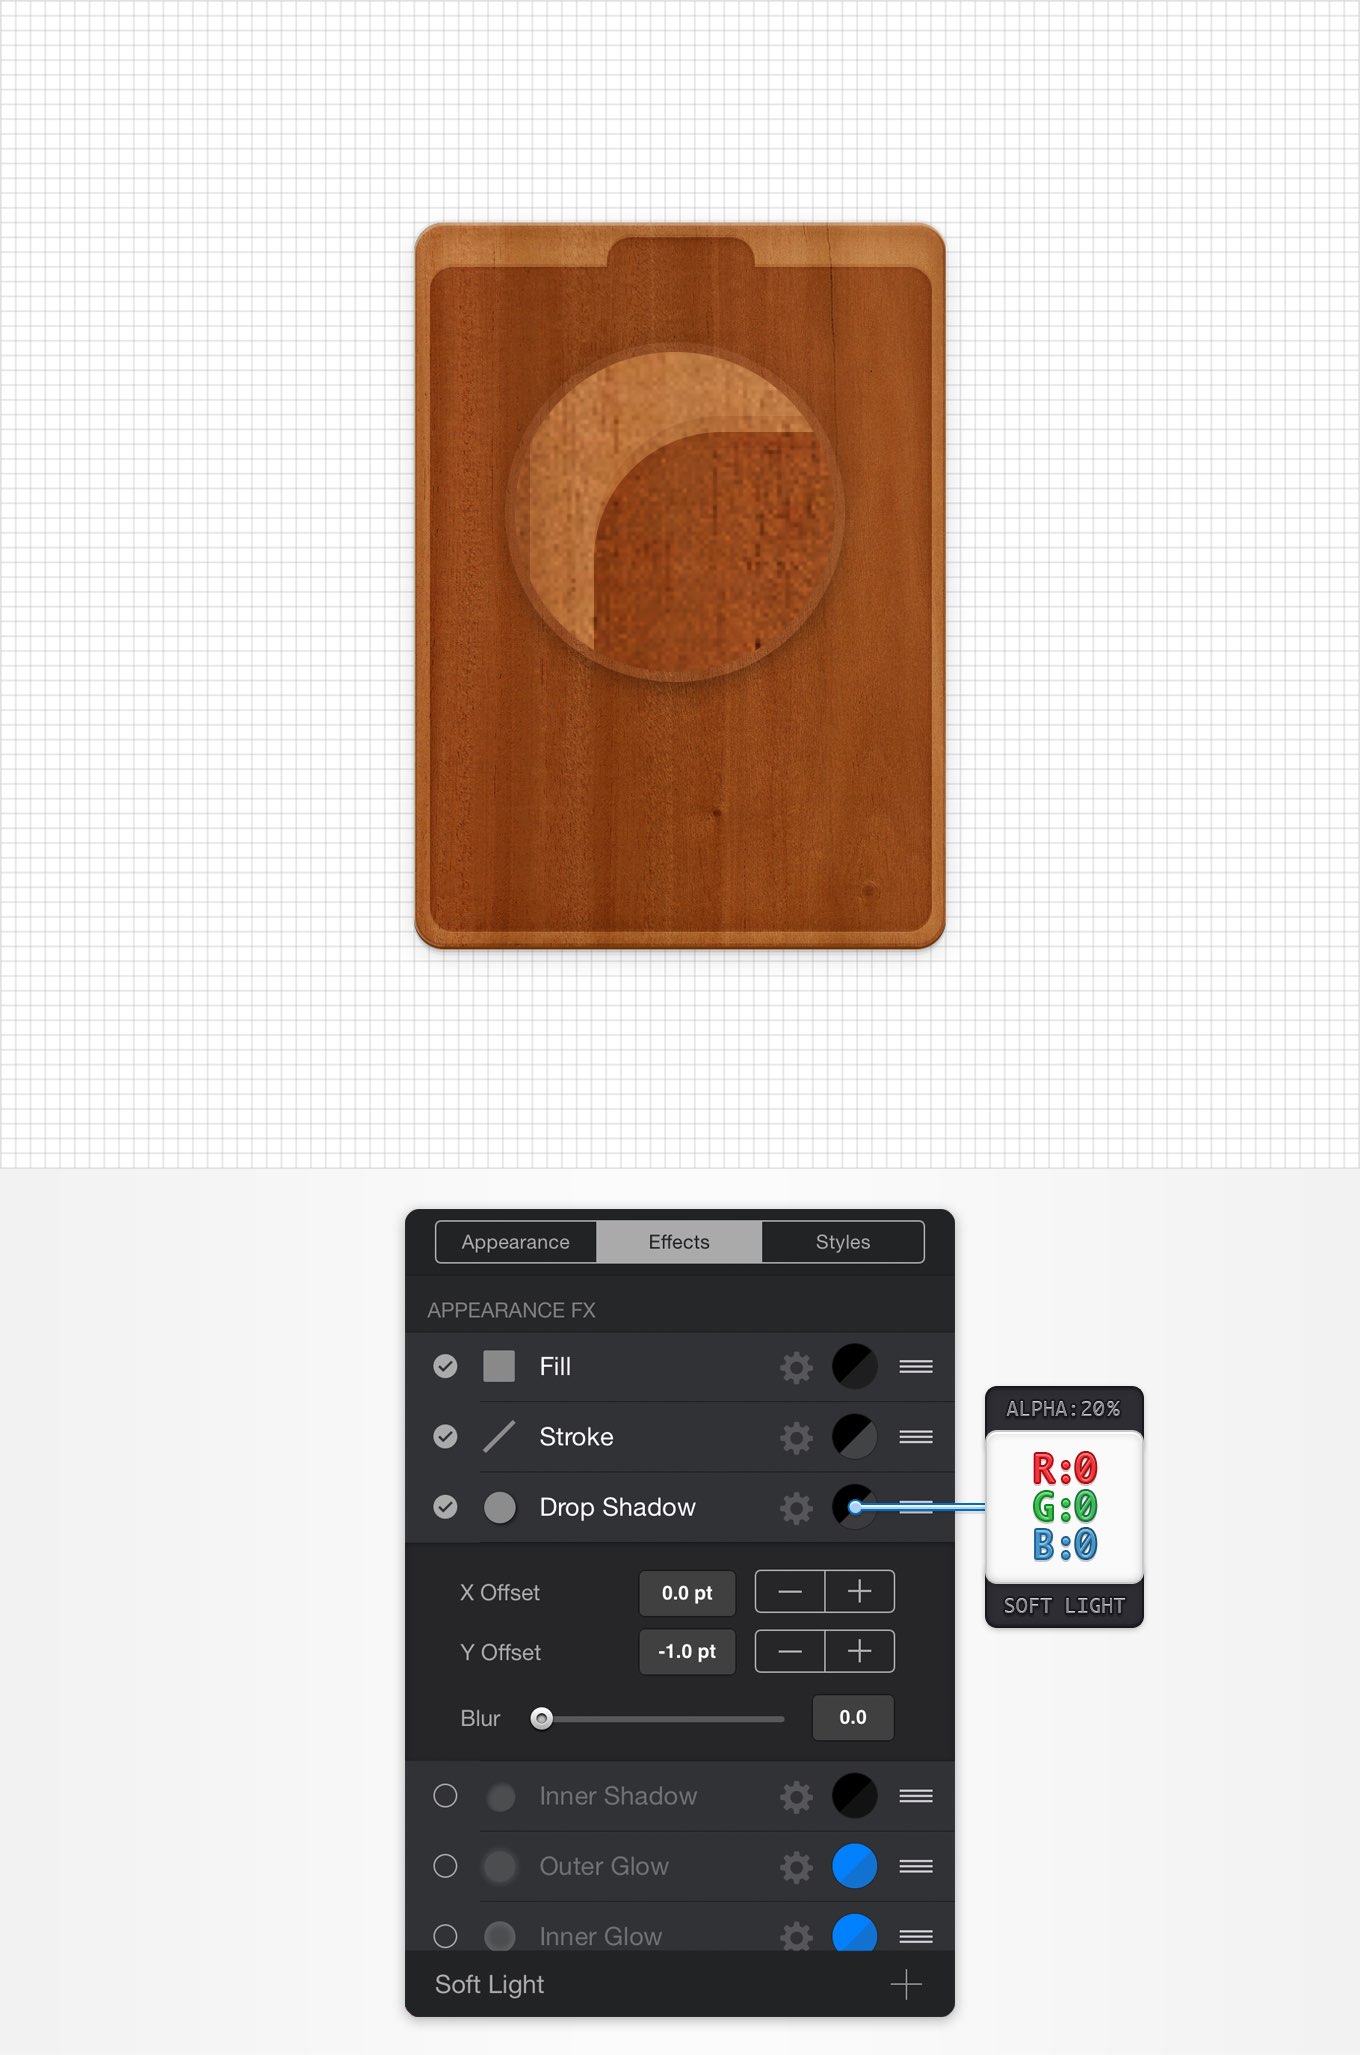 Appearance Effects Styles
APPEARANCE FX
Fill
Stroke
Drop Shadow
X Offset 0.0 pt
Y Offset -1.0 pt
Blur 0.0
Inner Shadow
Outer Glow
Inner Glow
Soft Light
ALPHA:20%
R:0
G:0
B:0
SOFT LIGHT